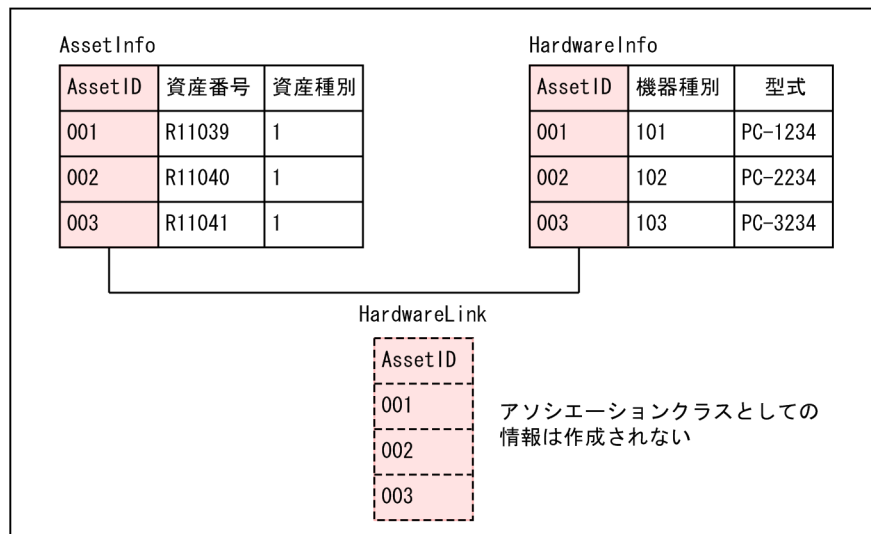 AssetInfo
AssetID 資産番号 資産種別
001 R11039 1
002 R11040 1
003 R11041 1
HardwareInfo
AssetID 機器種別 型式
001 101 PC-1234
002 102 PC-2234
003 103 PC-3234
HardwareLink
AssetID
001
002
003
アソシエーションクラスとしての
情報は作成されない